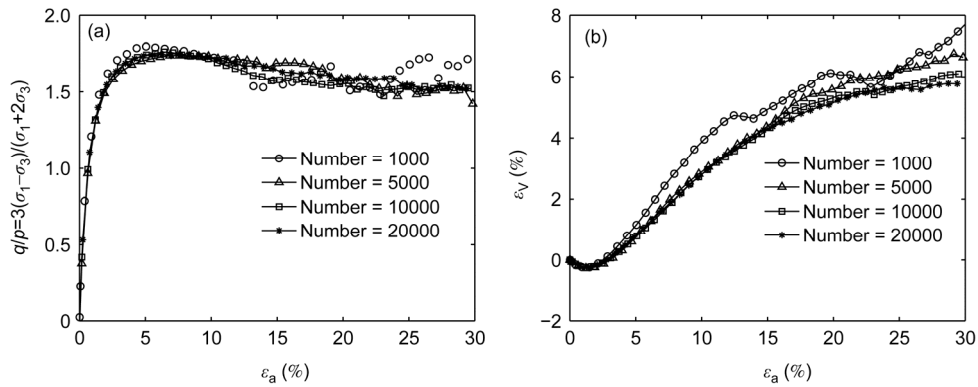 (a)
2.0
1.5
1.0
0.5
0
q/p=3(σ₁−σ₃)/(σ₁+2σ₃)
Number = 1000
Number = 5000
Number = 10000
Number = 20000
0 5 10 15 20 25 30
εₐ (%)
(b)
8
6
4
2
0
−2
ε_V (%)
Number = 1000
Number = 5000
Number = 10000
Number = 20000
0 5 10 15 20 25 30
εₐ (%)